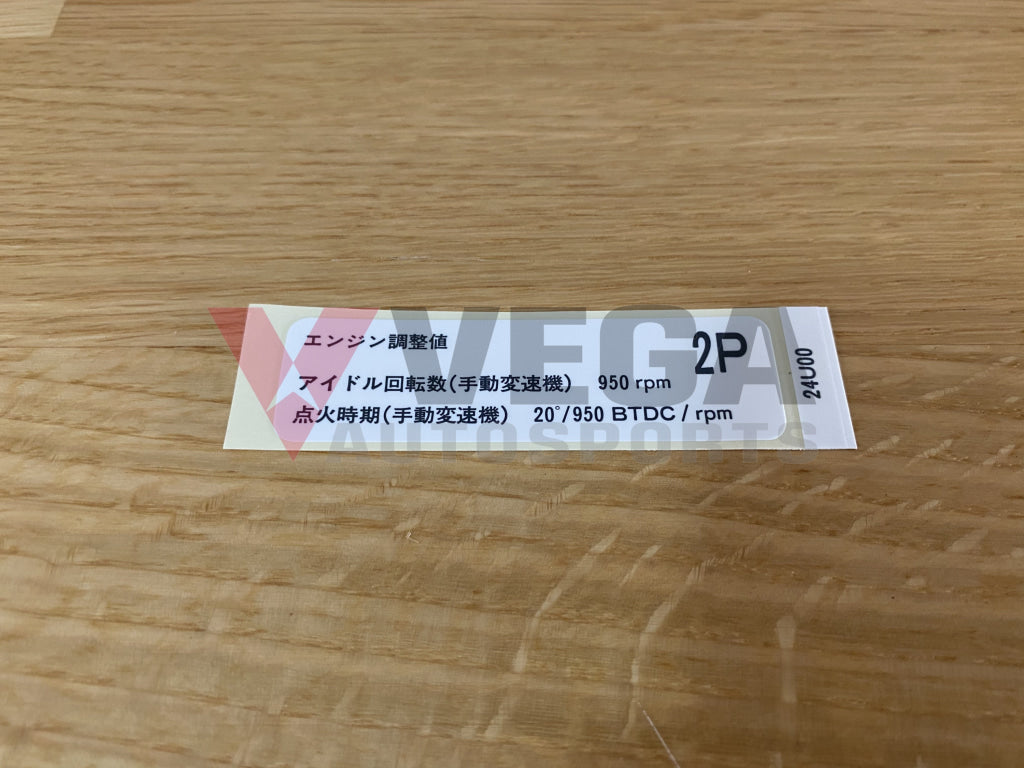 エンジン調整値
2P
アイドル回転数(手動変速機) 950 rpm
点火時期(手動変速機) 20°/950 BTDC / rpm
24U00
VEGA
AUTOSPORTS